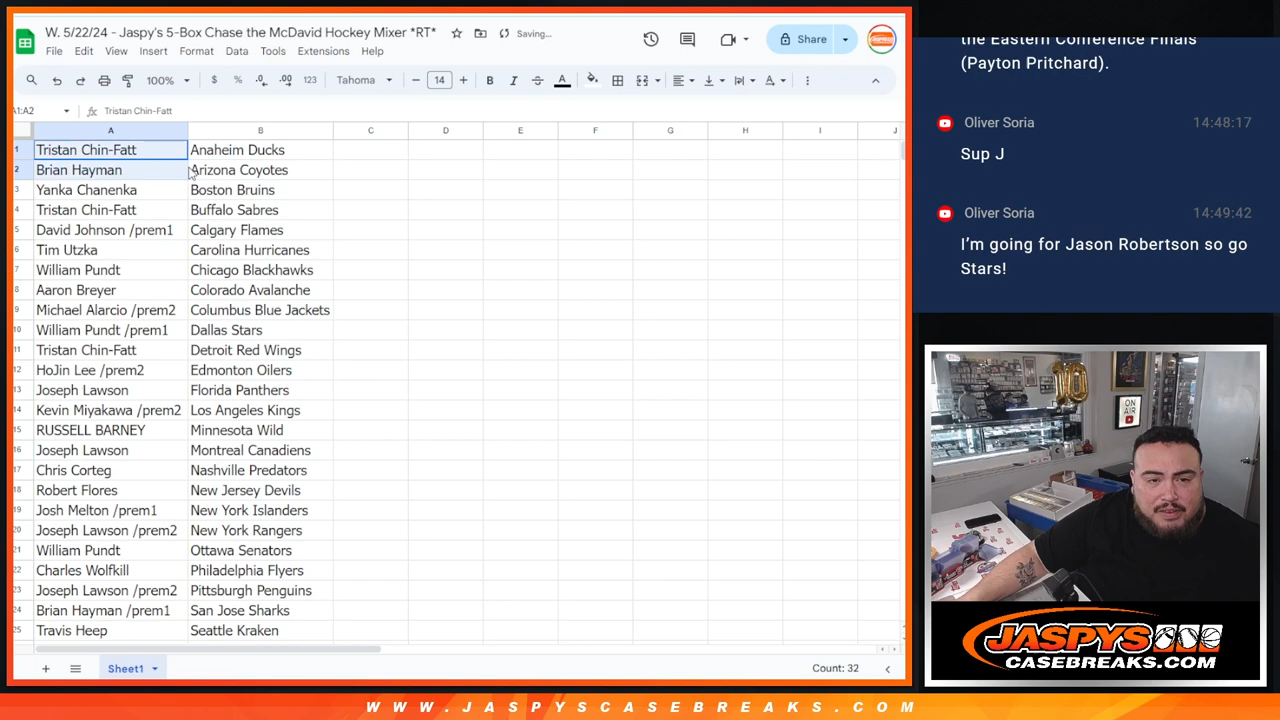 W. 5/22/24 - Jaspy's 5-Box Chase the McDavid Hockey Mixer *RT*
Saving...
File Edit View Insert Format Data Tools Extensions Help
Share
100% $ % .0 .00 123 Tahoma - 14 + B I S A
A1:A2 fx Tristan Chin-Fatt
A B C D E F G H I J
1 Tristan Chin-Fatt Anaheim Ducks
2 Brian Hayman Arizona Coyotes
3 Yanka Chanenka Boston Bruins
4 Tristan Chin-Fatt Buffalo Sabres
5 David Johnson /prem1 Calgary Flames
6 Tim Utzka Carolina Hurricanes
7 William Pundt Chicago Blackhawks
8 Aaron Breyer Colorado Avalanche
9 Michael Alarcio /prem2 Columbus Blue Jackets
10 William Pundt /prem1 Dallas Stars
11 Tristan Chin-Fatt Detroit Red Wings
12 HoJin Lee /prem2 Edmonton Oilers
13 Joseph Lawson Florida Panthers
14 Kevin Miyakawa /prem2 Los Angeles Kings
15 RUSSELL BARNEY Minnesota Wild
16 Joseph Lawson Montreal Canadiens
17 Chris Corteg Nashville Predators
18 Robert Flores New Jersey Devils
19 Josh Melton /prem1 New York Islanders
20 Joseph Lawson /prem2 New York Rangers
21 William Pundt Ottawa Senators
22 Charles Wolfkill Philadelphia Flyers
23 Joseph Lawson /prem2 Pittsburgh Penguins
24 Brian Hayman /prem1 San Jose Sharks
25 Travis Heep Seattle Kraken
Sheet1
Count: 32
the Eastern Conference Finals
(Payton Pritchard).
Oliver Soria 14:48:17
Sup J
Oliver Soria 14:49:42
I'm going for Jason Robertson so go
Stars!
10
ON
AIR
JASPYS
CASEBREAKS.COM
WWW.JASPYSCASEBREAKS.COM